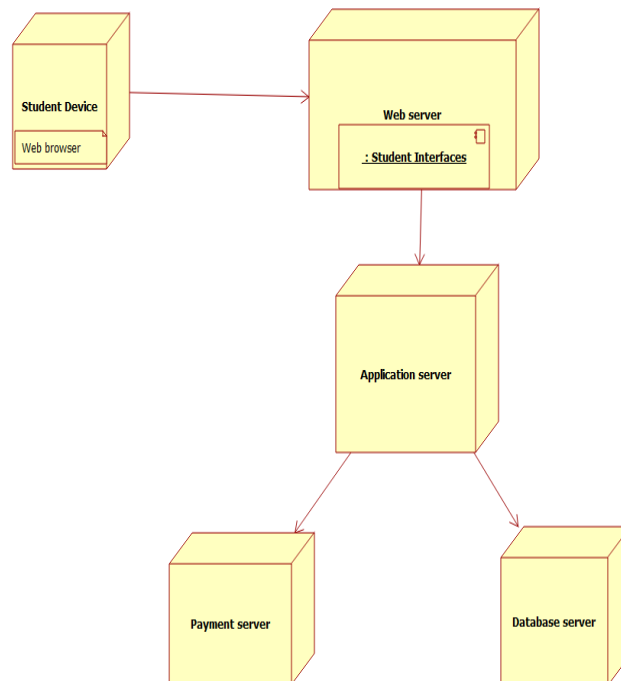 Student Device
Web browser
Web server
: Student Interfaces
Application server
Payment server
Database server